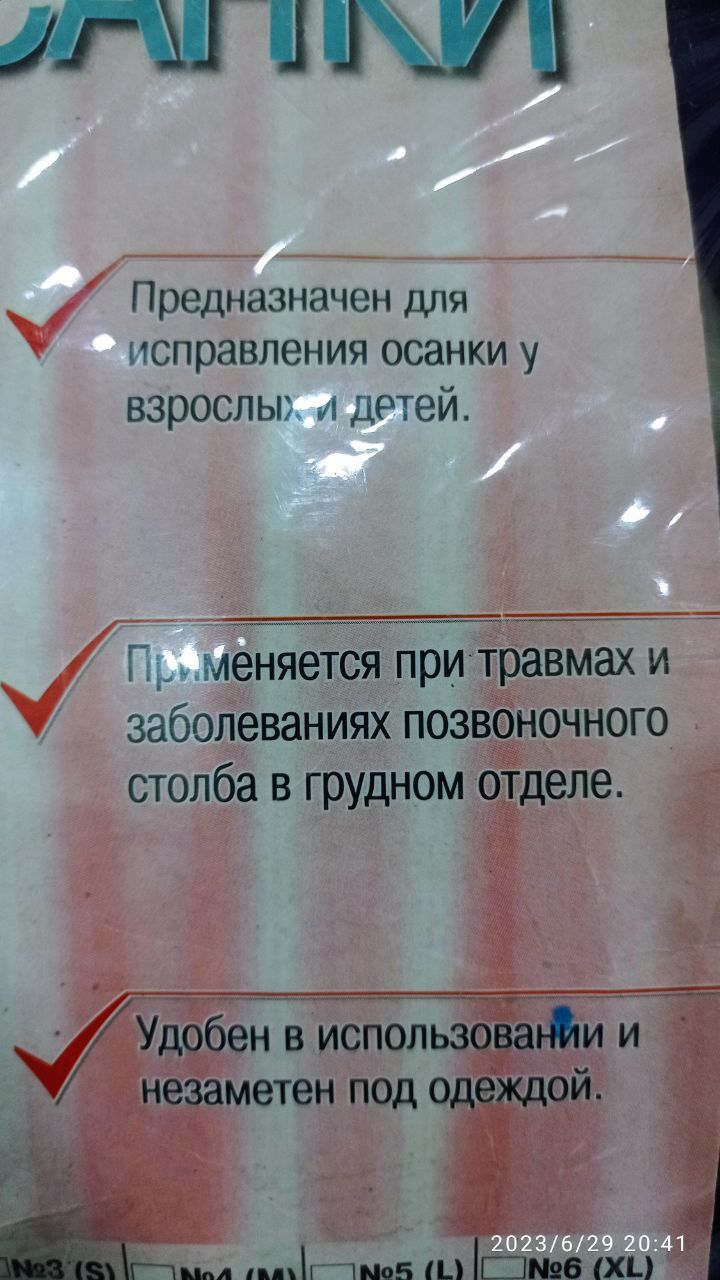 САНКИ
Предназначен для
исправления осанки у
взрослых и детей.
Применяется при травмах и
заболеваниях позвоночного
столба в грудном отделе.
Удобен в использовании и
незаметен под одеждой.
№3 (S) №4 (M) №5 (L) №6 (XL)
2023/6/29 20:41